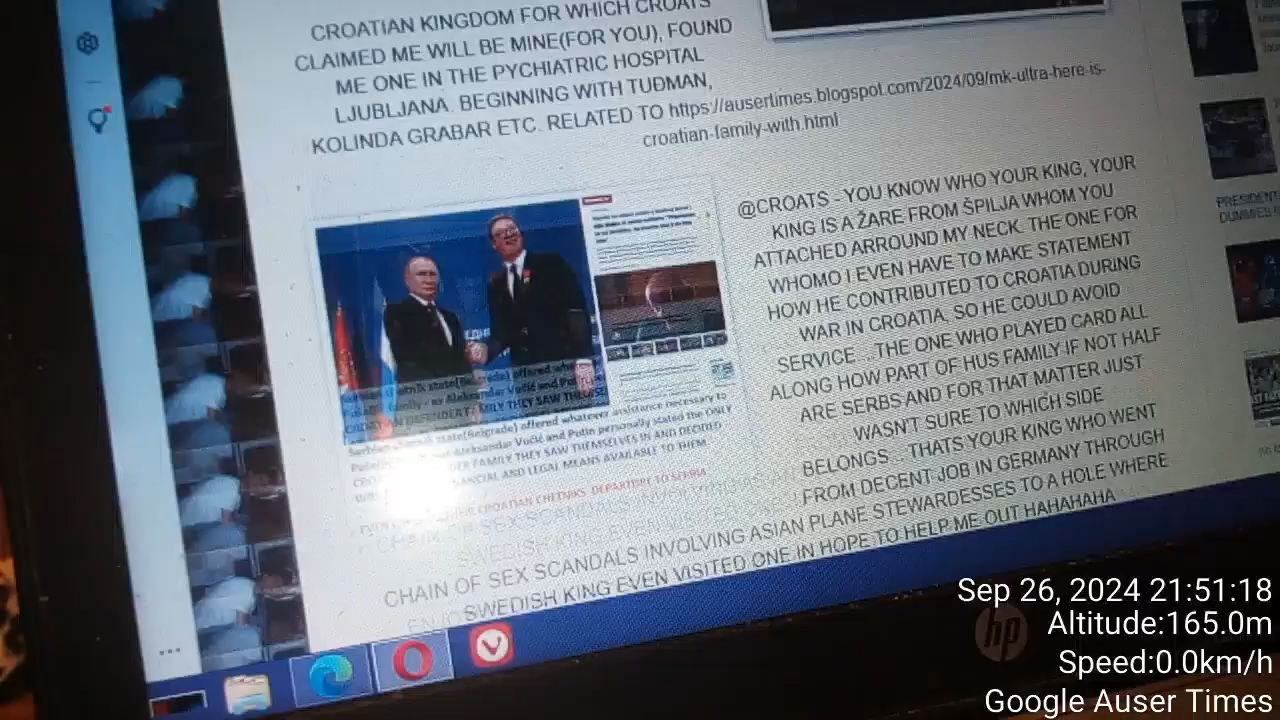 CROATIAN KINGDOM FOR WHICH CROATS
CLAIMED ME WILL BE MINE(FOR YOU), FOUND
ME ONE IN THE PYCHIATRIC HOSPITAL
LJUBLJANA. BEGINNING WITH TUĐMAN,
KOLINDA GRABAR ETC. RELATED TO https://ausertimes.blogspot.com/2024/09/mk-ultra-here-is-
croatian-family-with.html
@CROATS - YOU KNOW WHO YOUR KING, YOUR
KING IS A ŽARE FROM ŠPILJA WHOM YOU
ATTACHED ARROUND MY NECK. THE ONE FOR
WHOMO I EVEN HAVE TO MAKE STATEMENT
HOW HE CONTRIBUTED TO CROATIA DURING
WAR IN CROATIA, SO HE COULD AVOID
SERVICE ...THE ONE WHO PLAYED CARD ALL
ALONG HOW PART OF HUS FAMILY IF NOT HALF
ARE SERBS AND FOR THAT MATTER JUST
WASN'T SURE TO WHICH SIDE
BELONGS ...THATS YOUR KING WHO WENT
FROM DECENT JOB IN GERMANY THROUGH
CHAIN OF SEX SCANDALS INVOLVING ASIAN PLANE STEWARDESSES TO A HOLE WHERE
SWEDISH KING EVEN VISITED ONE IN HOPE TO HELP ME OUT HAHAHAHA
state(Belgrade) offered whatever assistance necessary to
Aleksandar Vučić and Putin personally stated the ONLY
FAMILY THEY SAW THEMSELVES IN AND DECIDED
AND LEGAL MEANS AVAILABLE TO THEM
CROATIAN CHETNIKS DEPARTURE TO SERBIA
PRESIDENT
DUMMIES
hp
Sep 26, 2024 21:51:18
Altitude:165.0m
Speed:0.0km/h
Google Auser Times